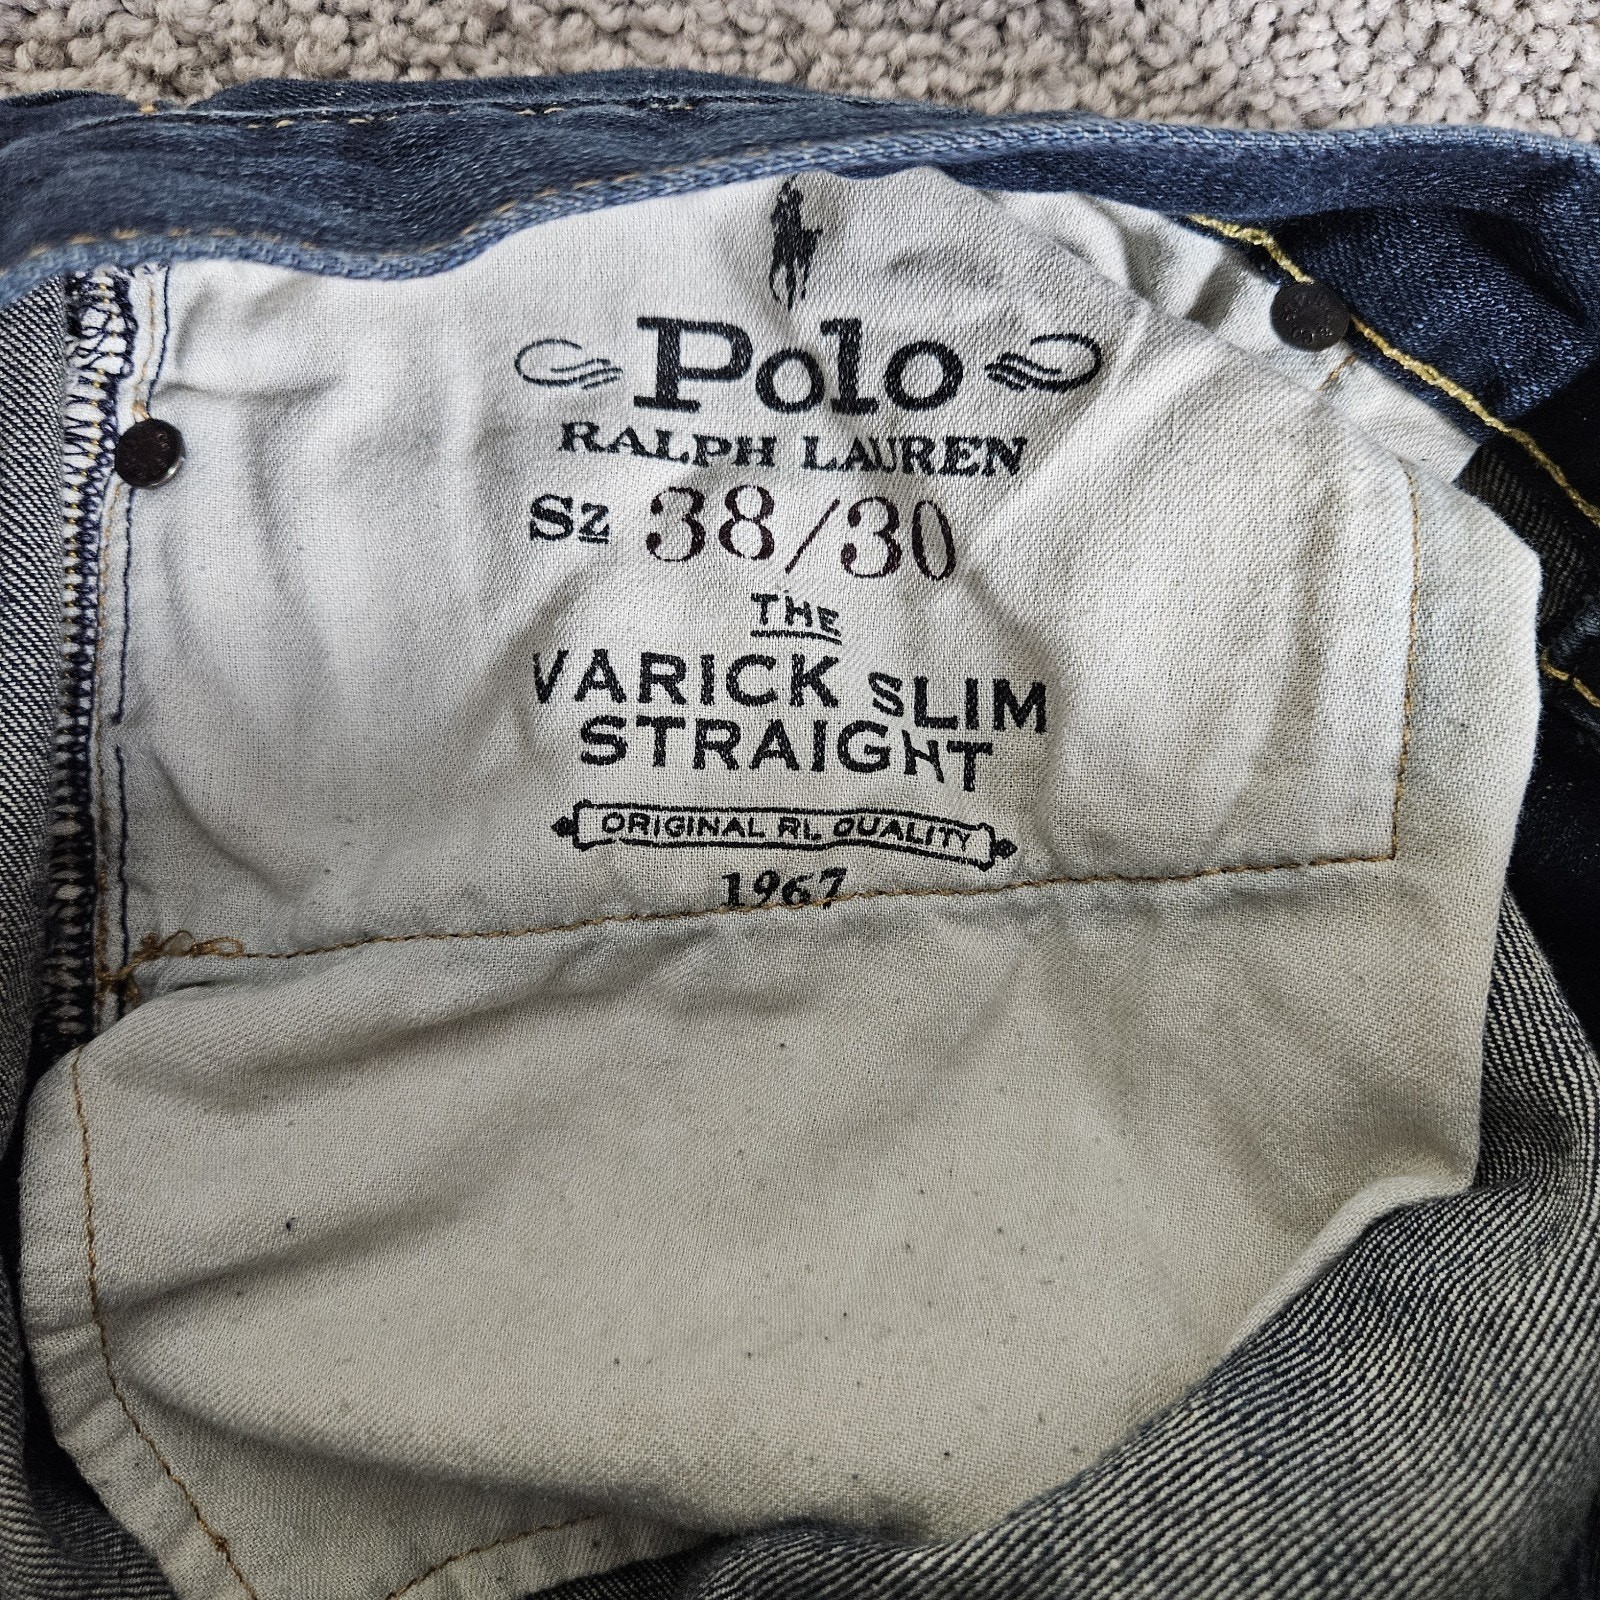 Polo
RALPH LAUREN
Sz 38/30
THE
VARICK SLIM
STRAIGHT
ORIGINAL RL QUALITY
1967